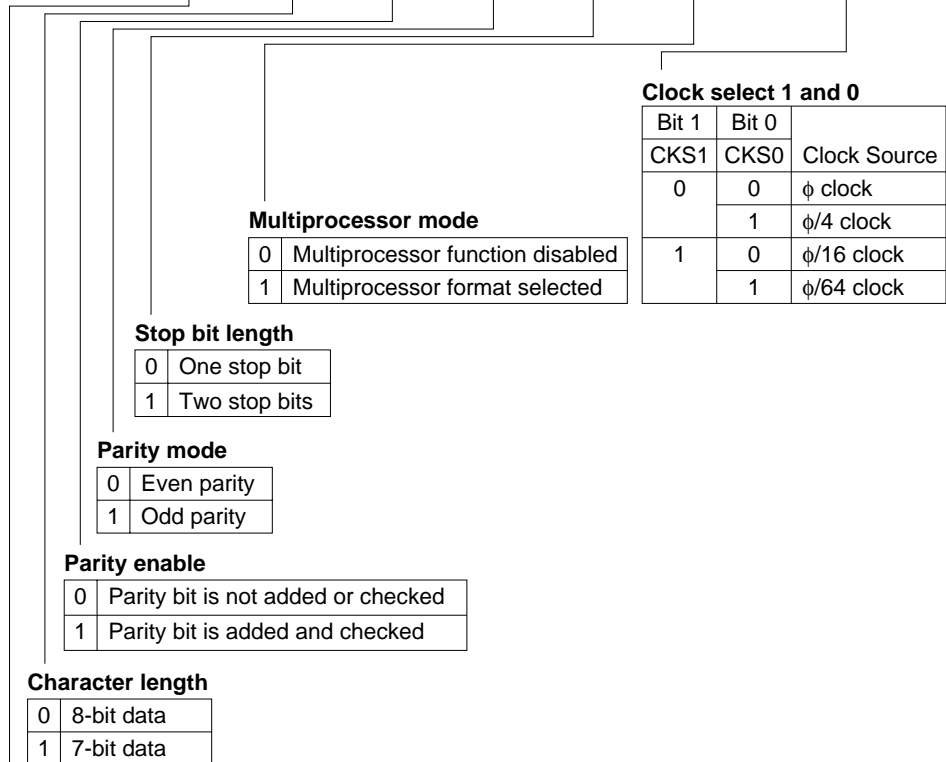 Clock select 1 and 0
Bit 1 Bit 0
CKS1 CKS0 Clock Source
0 0 ϕ clock
1 ϕ/4 clock
1 0 ϕ/16 clock
1 ϕ/64 clock
Multiprocessor mode
0 Multiprocessor function disabled
1 Multiprocessor format selected
Stop bit length
0 One stop bit
1 Two stop bits
Parity mode
0 Even parity
1 Odd parity
Parity enable
0 Parity bit is not added or checked
1 Parity bit is added and checked
Character length
0 8-bit data
1 7-bit data